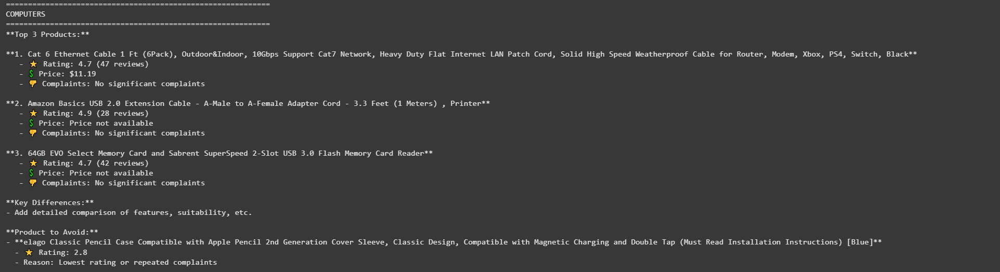 ============================================================
COMPUTERS
============================================================
**Top 3 Products:**
**1. Cat 6 Ethernet Cable 1 Ft (6Pack), Outdoor&Indoor, 10Gbps Support Cat7 Network, Heavy Duty Flat Internet LAN Patch Cord, Solid High Speed Weatherproof Cable for Router, Modem, Xbox, PS4, Switch, Black**
- ⭐ Rating: 4.7 (47 reviews)
- 💲 Price: $11.19
- 👎 Complaints: No significant complaints
**2. Amazon Basics USB 2.0 Extension Cable - A-Male to A-Female Adapter Cord - 3.3 Feet (1 Meters) , Printer**
- ⭐ Rating: 4.9 (28 reviews)
- 💲 Price: Price not available
- 👎 Complaints: No significant complaints
**3. 64GB EVO Select Memory Card and Sabrent SuperSpeed 2-Slot USB 3.0 Flash Memory Card Reader**
- ⭐ Rating: 4.7 (42 reviews)
- 💲 Price: Price not available
- 👎 Complaints: No significant complaints
**Key Differences:**
- Add detailed comparison of features, suitability, etc.
**Product to Avoid:**
- **elago Classic Pencil Case Compatible with Apple Pencil 2nd Generation Cover Sleeve, Classic Design, Compatible with Magnetic Charging and Double Tap (Must Read Installation Instructions) [Blue]**
- ⭐ Rating: 2.8
- Reason: Lowest rating or repeated complaints